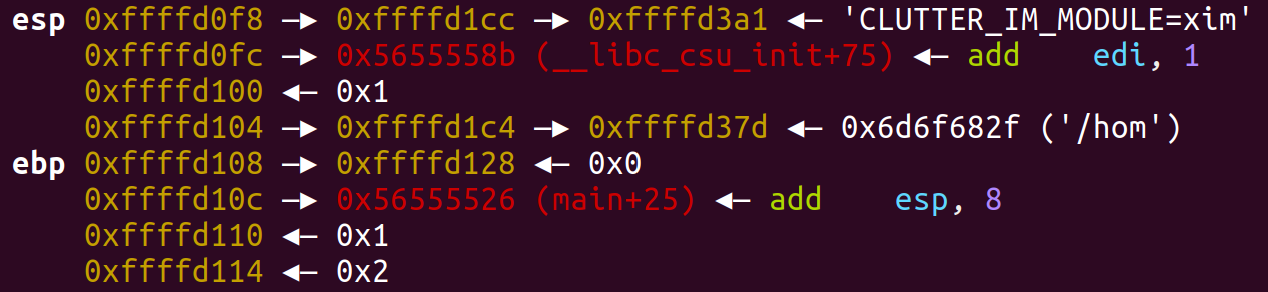 esp 0xffffd0f8 —▶ 0xffffd1cc —▶ 0xffffd3a1 ◀— 'CLUTTER_IM_MODULE=xim'
0xffffd0fc —▶ 0x5655558b (__libc_csu_init+75) ◀— add edi, 1
0xffffd100 ◀— 0x1
0xffffd104 —▶ 0xffffd1c4 —▶ 0xffffd37d ◀— 0x6d6f682f ('/hom')
ebp 0xffffd108 —▶ 0xffffd128 ◀— 0x0
0xffffd10c —▶ 0x56555526 (main+25) ◀— add esp, 8
0xffffd110 ◀— 0x1
0xffffd114 ◀— 0x2